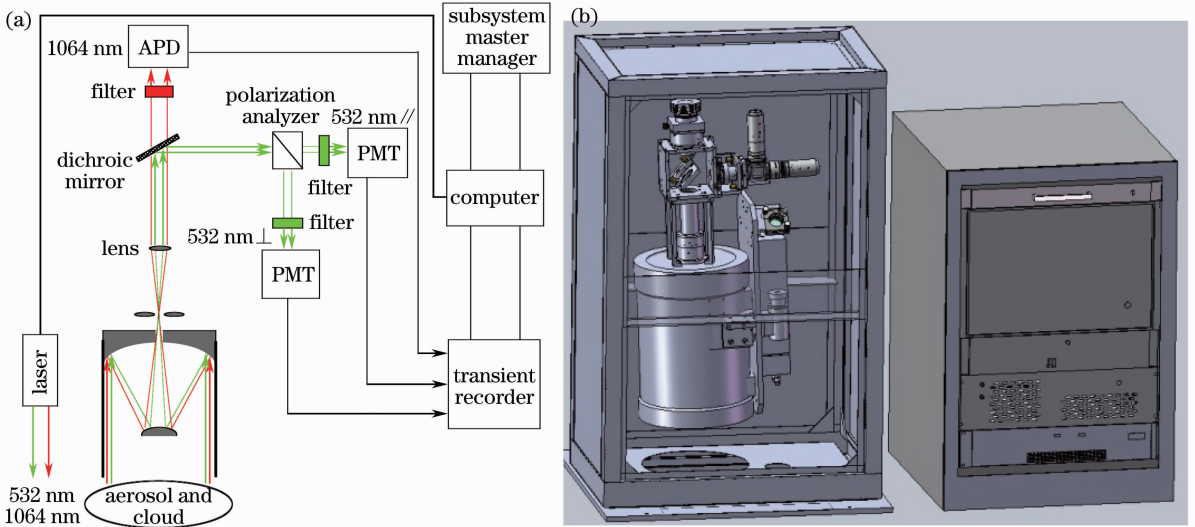 (a)
1064 nm
APD
filter
dichroic
mirror
lens
polarization
analyzer
532 nm //
PMT
filter
filter
532 nm ⊥
PMT
subsystem
master
manager
computer
transient
recorder
laser
532 nm
1064 nm
aerosol and
cloud
(b)